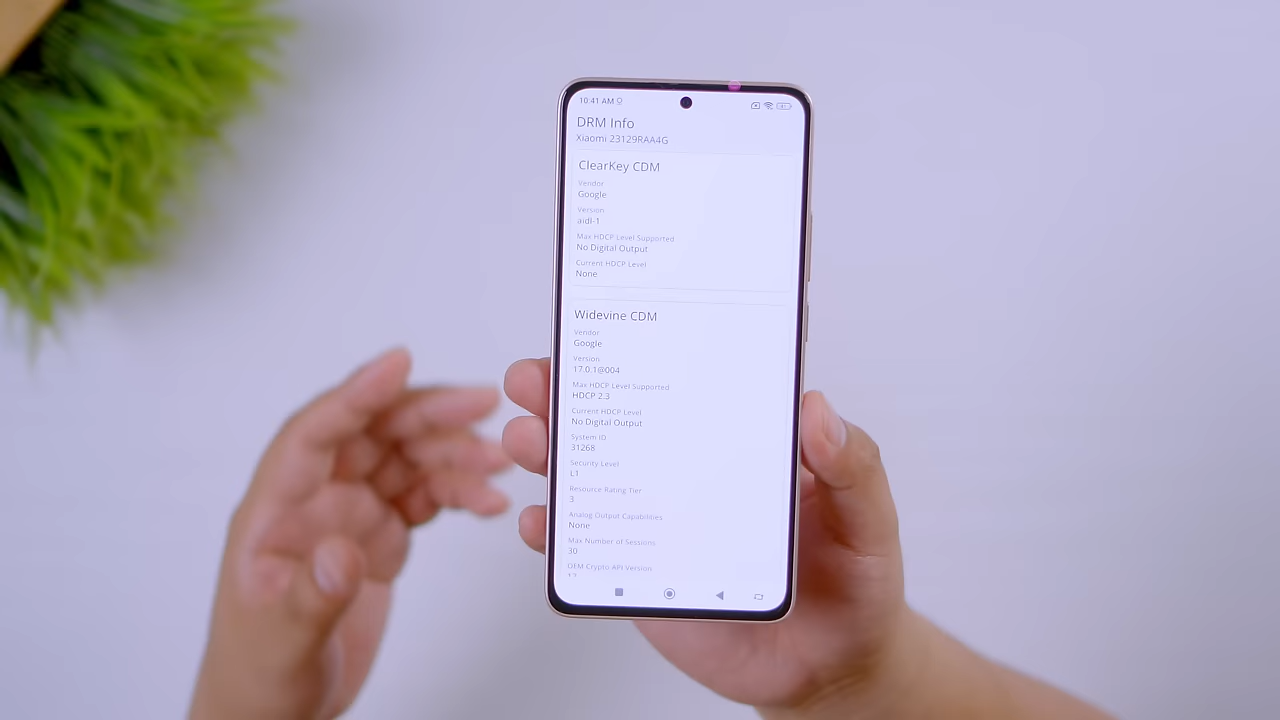 10:41 AM
DRM Info
Xiaomi 23129RAA4G
ClearKey CDM
Vendor
Google
Version
aidl-1
Max HDCP Level Supported
No Digital Output
Current HDCP Level
None
Widevine CDM
Vendor
Google
Version
17.0.1@004
Max HDCP Level Supported
HDCP 2.3
Current HDCP Level
No Digital Output
System ID
31268
Security Level
L1
Resource Rating Tier
3
Analog Output Capabilities
None
Max Number of Sessions
30
OEM Crypto API Version